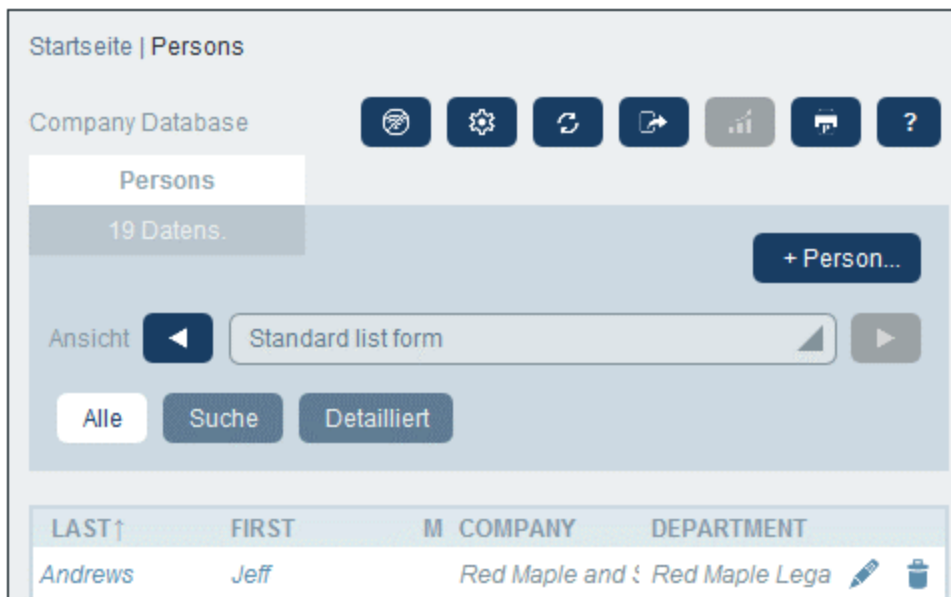 Startseite | Persons
Company Database
?
Persons
19 Datens.
+ Person...
Ansicht
Standard list form
Alle Suche Detailliert
LAST↑ FIRST M COMPANY DEPARTMENT
Andrews Jeff Red Maple and Red Maple Lega